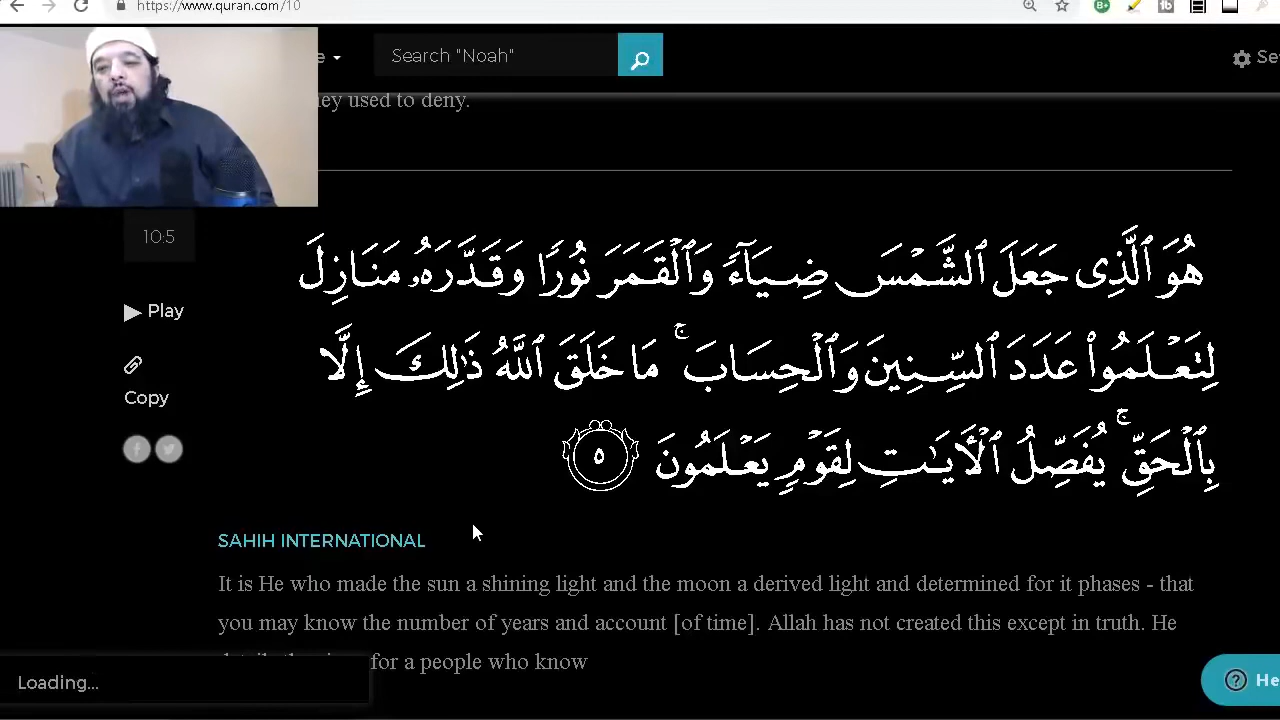 https://www.quran.com/10
Search "Noah"
they used to deny.
10:5
هُوَ ٱلَّذِى جَعَلَ ٱلشَّمْسَ ضِيَآءً وَٱلْقَمَرَ نُورًا وَقَدَّرَهُۥ مَنَازِلَ
لِتَعْلَمُوا۟ عَدَدَ ٱلسِّنِينَ وَٱلْحِسَابَ ۚ مَا خَلَقَ ٱللَّهُ ذَٰلِكَ إِلَّا
بِٱلْحَقِّ ۚ يُفَصِّلُ ٱلْـَٔايَـٰتِ لِقَوْمٍ يَعْلَمُونَ ٥
Play
Copy
SAHIH INTERNATIONAL
It is He who made the sun a shining light and the moon a derived light and determined for it phases - that
you may know the number of years and account [of time]. Allah has not created this except in truth. He
for a people who know
Loading...